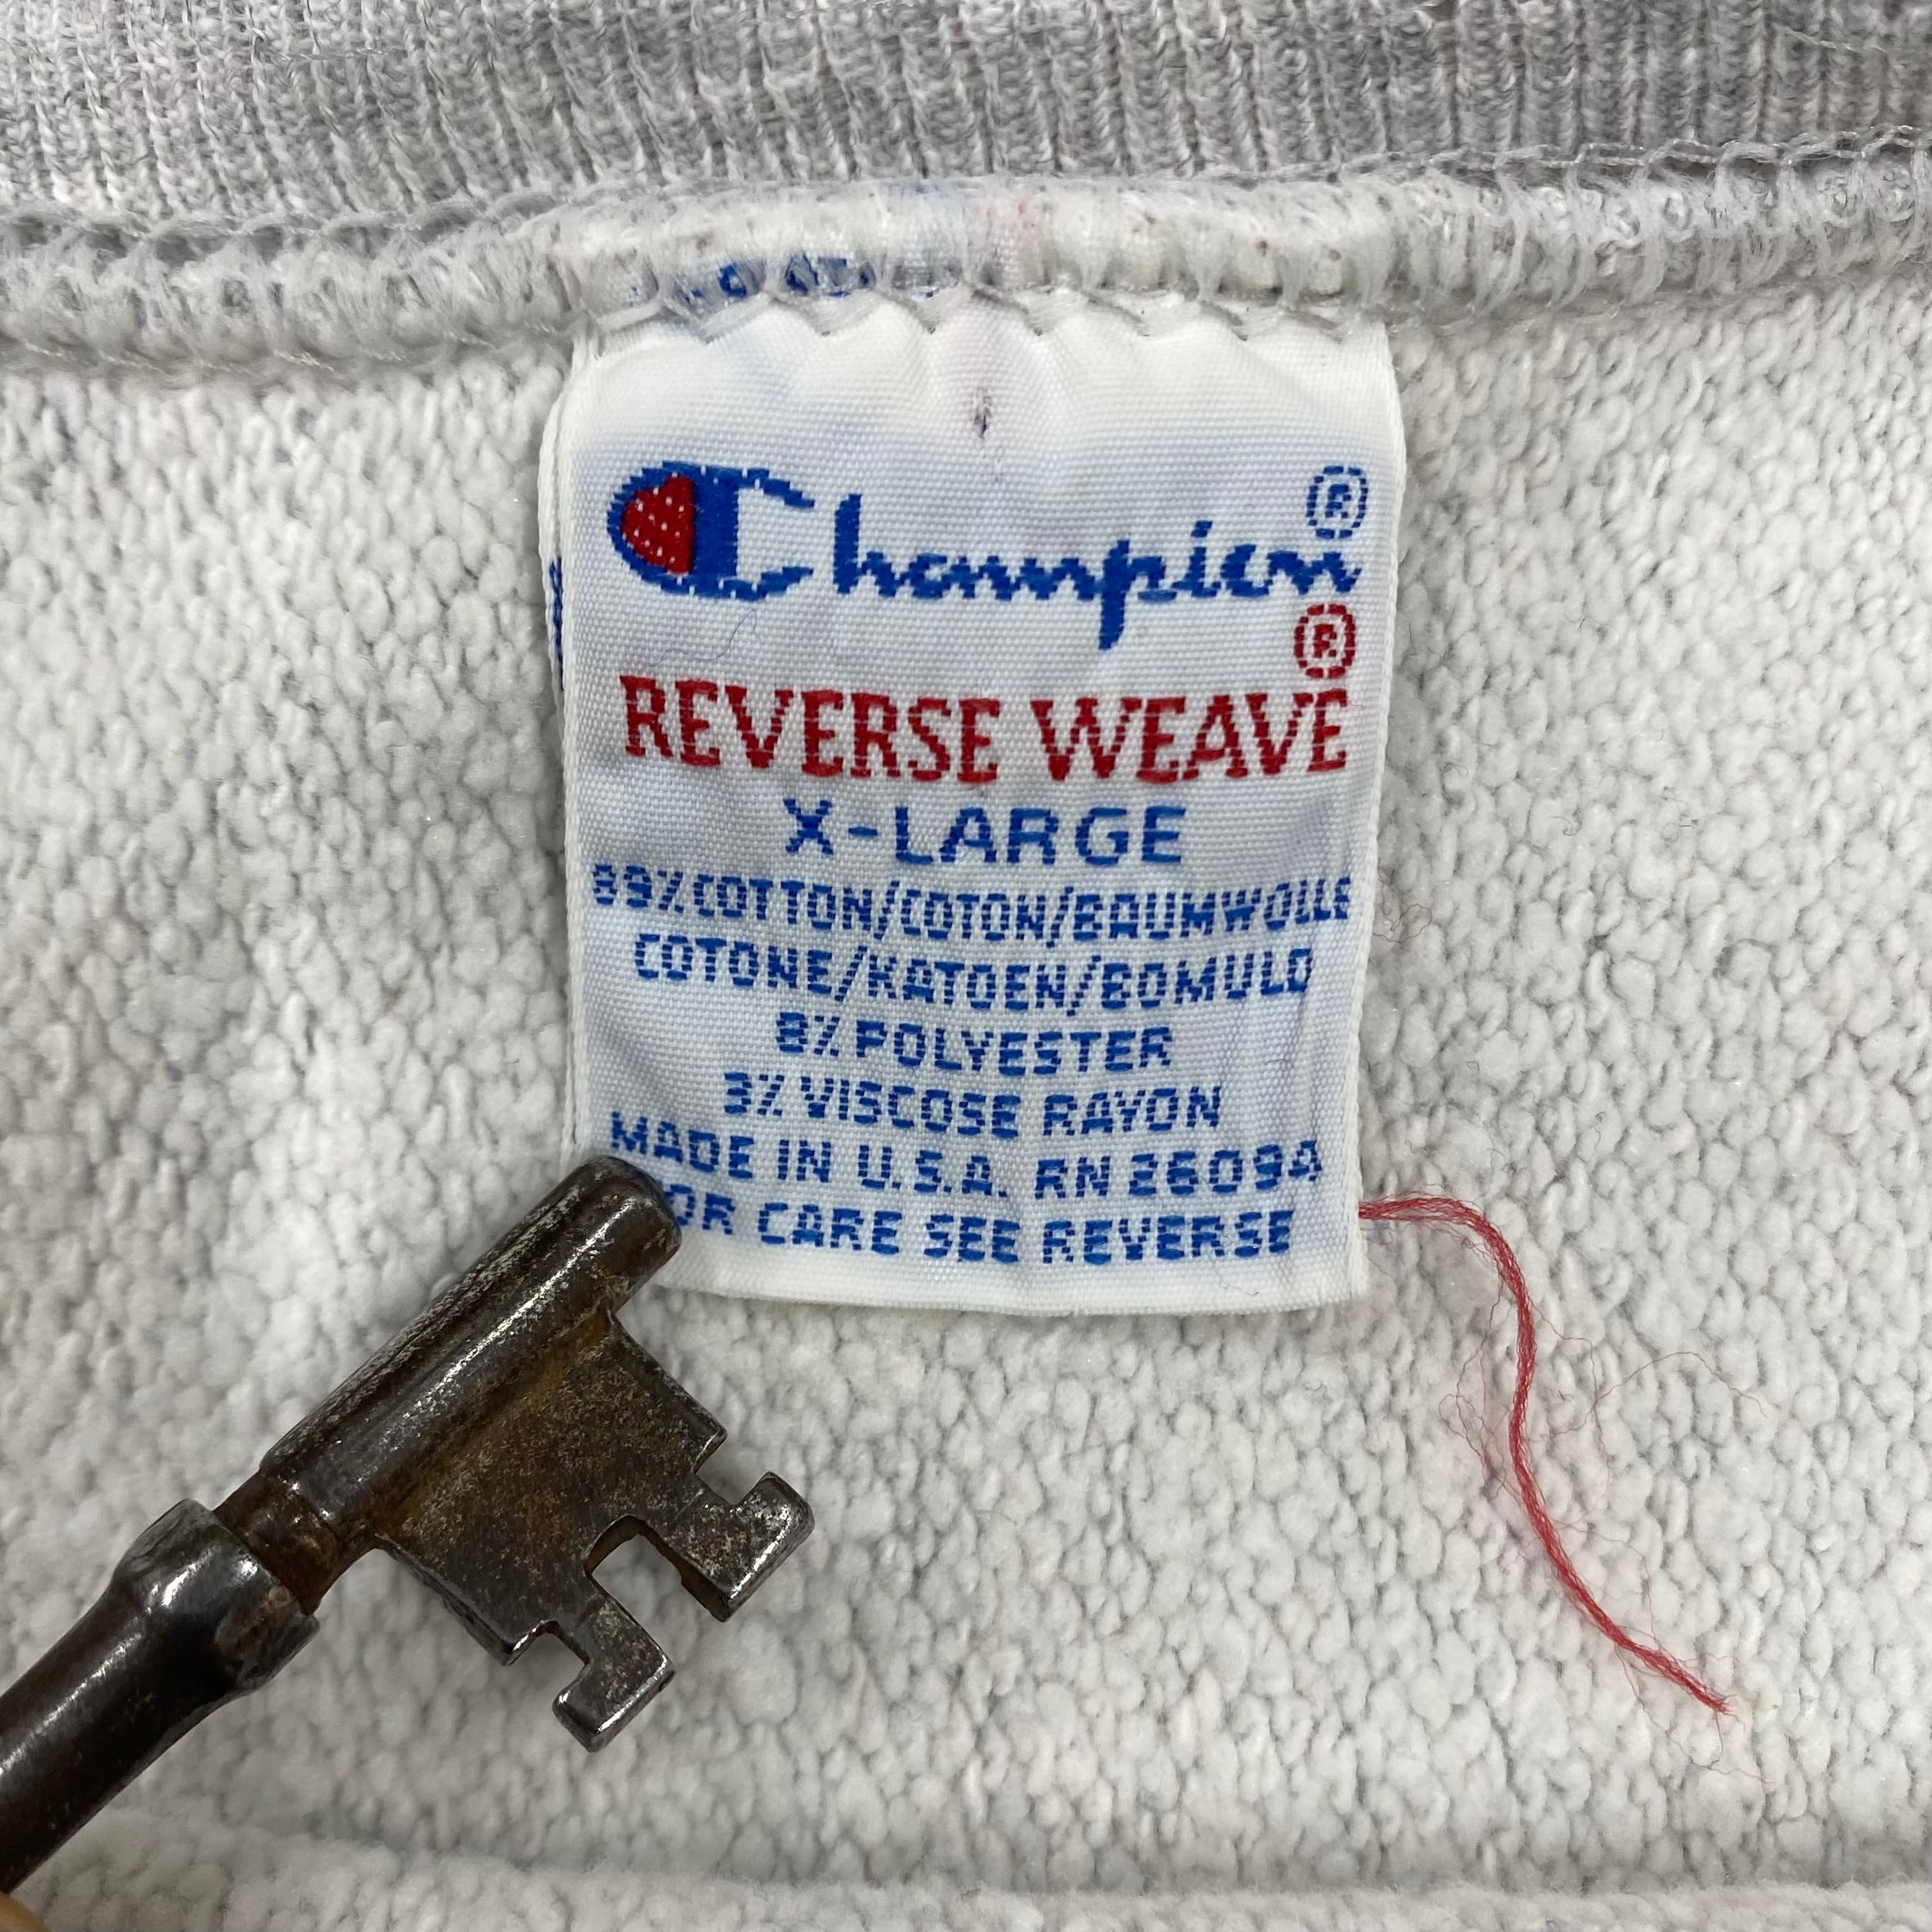 Champion®
REVERSE WEAVE®
X-LARGE
89% COTTON/COTON/BAUMWOLLE
COTONE/KATOEN/BOMULD
8% POLYESTER
3% VISCOSE RAYON
MADE IN U.S.A. RN 26094
FOR CARE SEE REVERSE